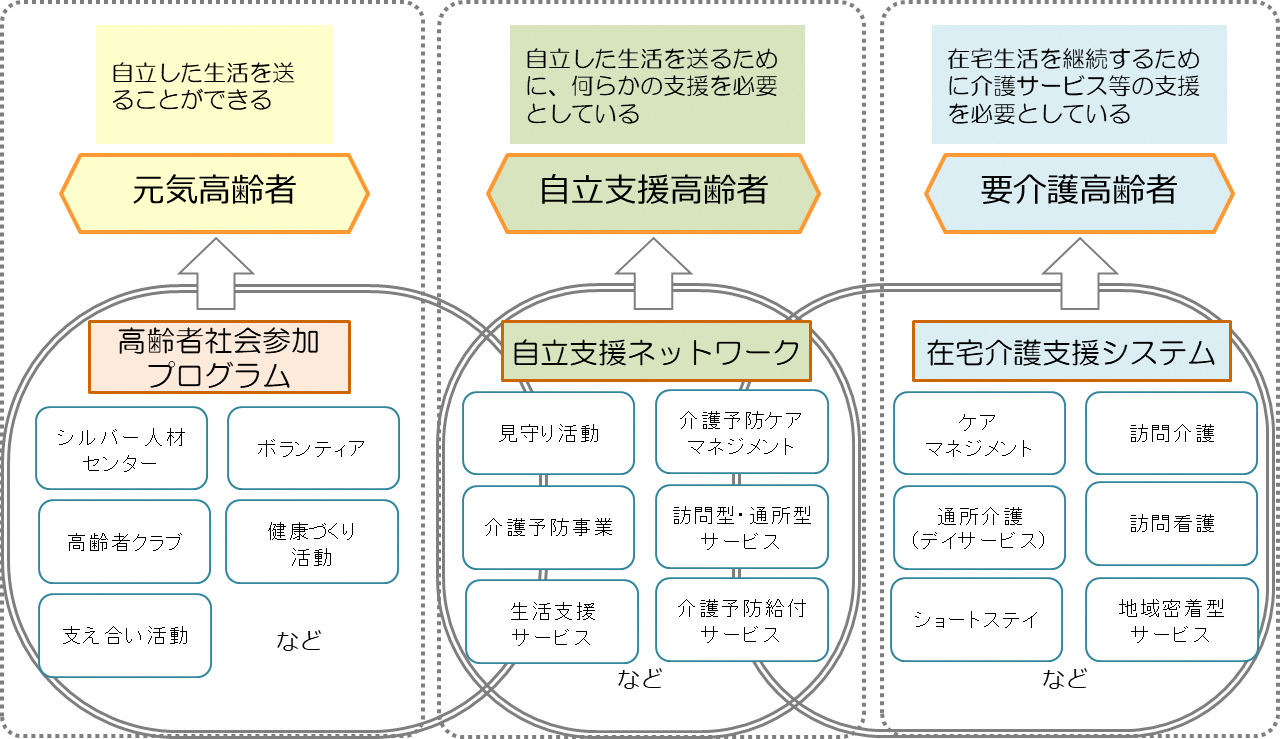 自立した生活を送
ることができる
元気高齢者
高齢者社会参加
プログラム
シルバー人材
センター
ボランティア
高齢者クラブ
健康づくり
活動
支え合い活動
など
自立した生活を送るため
に、何らかの支援を必要
としている
自立支援高齢者
自立支援ネットワーク
見守り活動
介護予防ケア
マネジメント
介護予防事業
訪問型・通所型
サービス
生活支援
サービス
介護予防給付
サービス
など
在宅生活を継続するため
に介護サービス等の支援
を必要としている
要介護高齢者
在宅介護支援システム
ケア
マネジメント
訪問介護
通所介護
（デイサービス）
訪問看護
ショートステイ
地域密着型
サービス
など